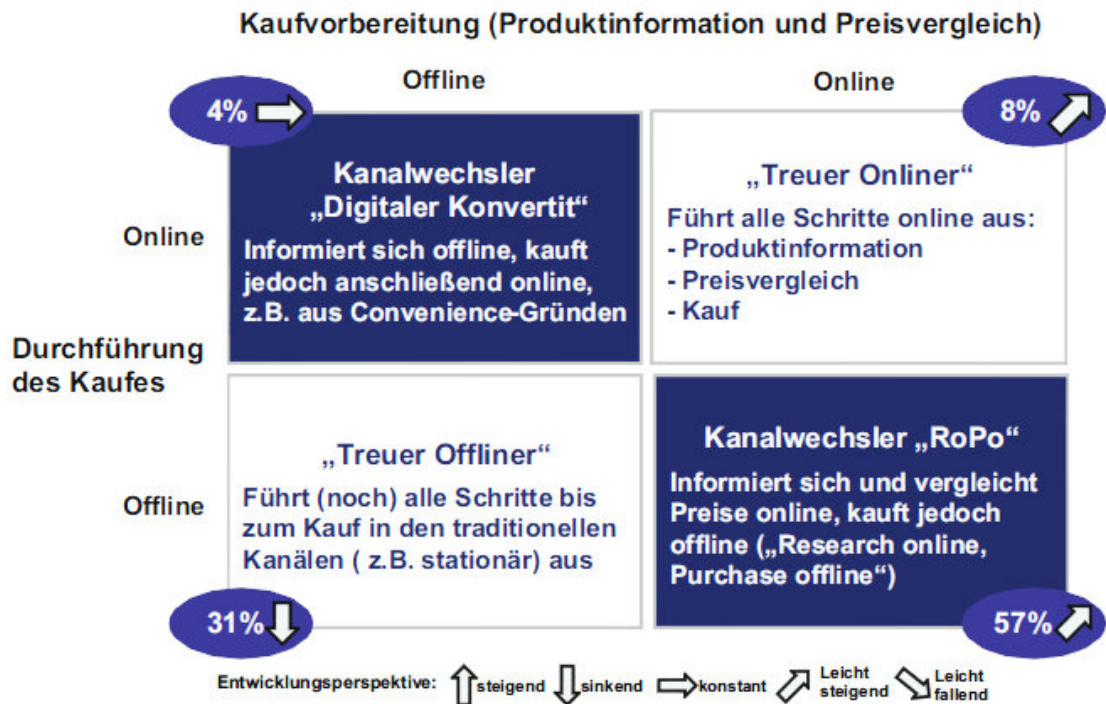 Kaufvorbereitung (Produktinformation und Preisvergleich)
Offline
Online
4%
8%
Durchführung
des Kaufes
Online
Kanalwechsler
„Digitaler Konvertit“
Informiert sich offline, kauft
jedoch anschließend online,
z.B. aus Convenience-Gründen
„Treuer Onliner“
Führt alle Schritte online aus:
- Produktinformation
- Preisvergleich
- Kauf
Offline
„Treuer Offliner“
Führt (noch) alle Schritte bis
zum Kauf in den traditionellen
Kanälen ( z.B. stationär) aus
31%
Kanalwechsler „RoPo“
Informiert sich und vergleicht
Preise online, kauft jedoch
offline („Research online,
Purchase offline“)
57%
Entwicklungsperspektive: steigend sinkend konstant Leicht
steigend Leicht
fallend